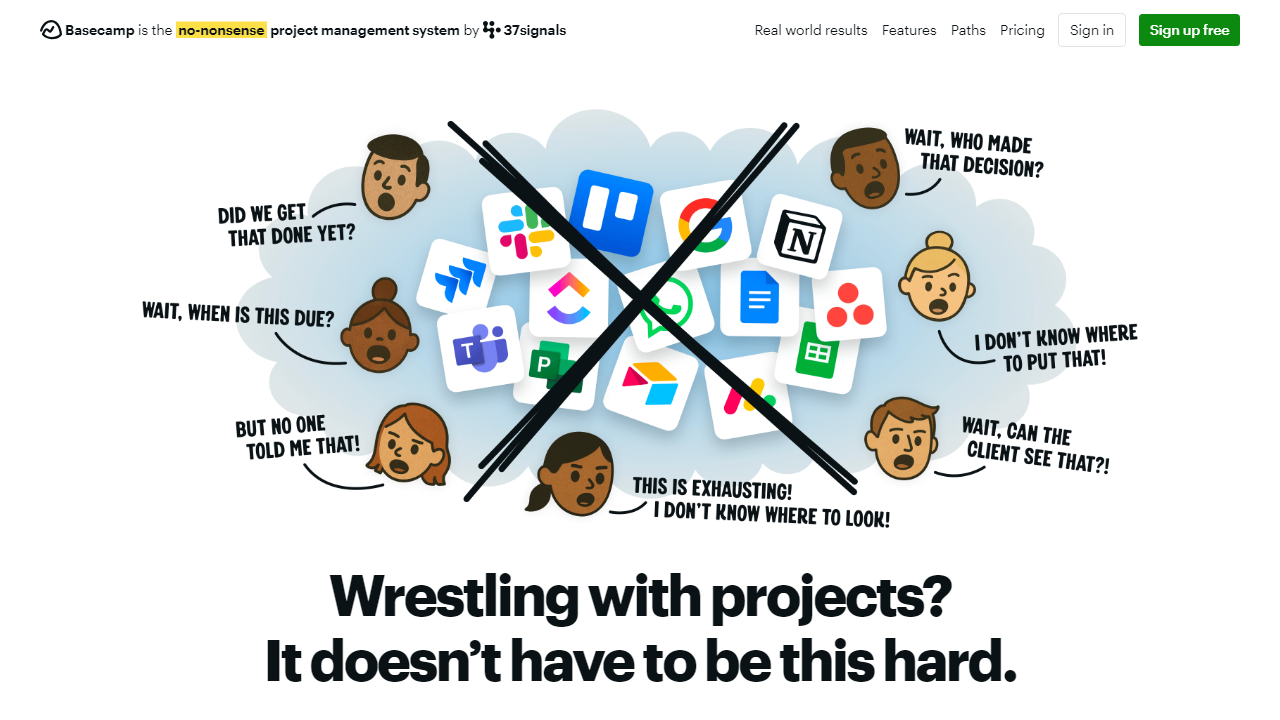 Basecamp is the no-nonsense project management system by 37signals
Real world results
Features
Paths
Pricing
Sign in
Sign up free
WAIT, WHO MADE
THAT DECISION?
DID WE GET
THAT DONE YET?
N
WAIT, WHEN IS THIS DUE?
I DON'T KNOW WHERE
TO PUT THAT!
T
P
BUT NO ONE
TOLD ME THAT!
WAIT, CAN THE
CLIENT SEE THAT?!
THIS IS EXHAUSTING!
I DON'T KNOW WHERE TO LOOK!
Wrestling with projects?
It doesn’t have to be this hard.